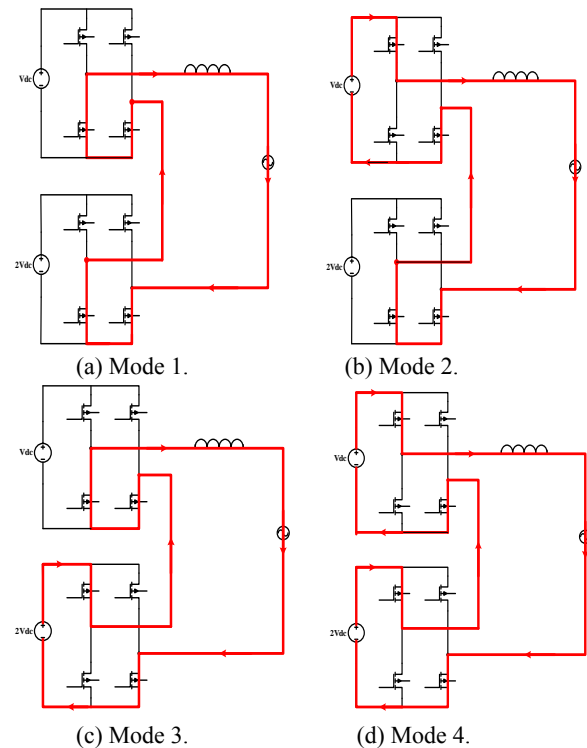 Vdc
2Vdc
(a) Mode 1.
Vdc
2Vdc
(b) Mode 2.
Vdc
2Vdc
(c) Mode 3.
Vdc
2Vdc
(d) Mode 4.